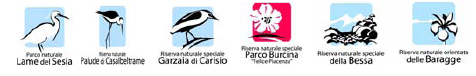 Parco naturale
Lame del Sesia
Riserva naturale
Palude di Casalbeltrame
Riserva naturale speciale
Garzaia di Carisio
Riserva naturale speciale
Parco Burcina
"Felice Piacenza"
Riserva naturale speciale
della Bessa
Riserva naturale orientata
delle Baragge